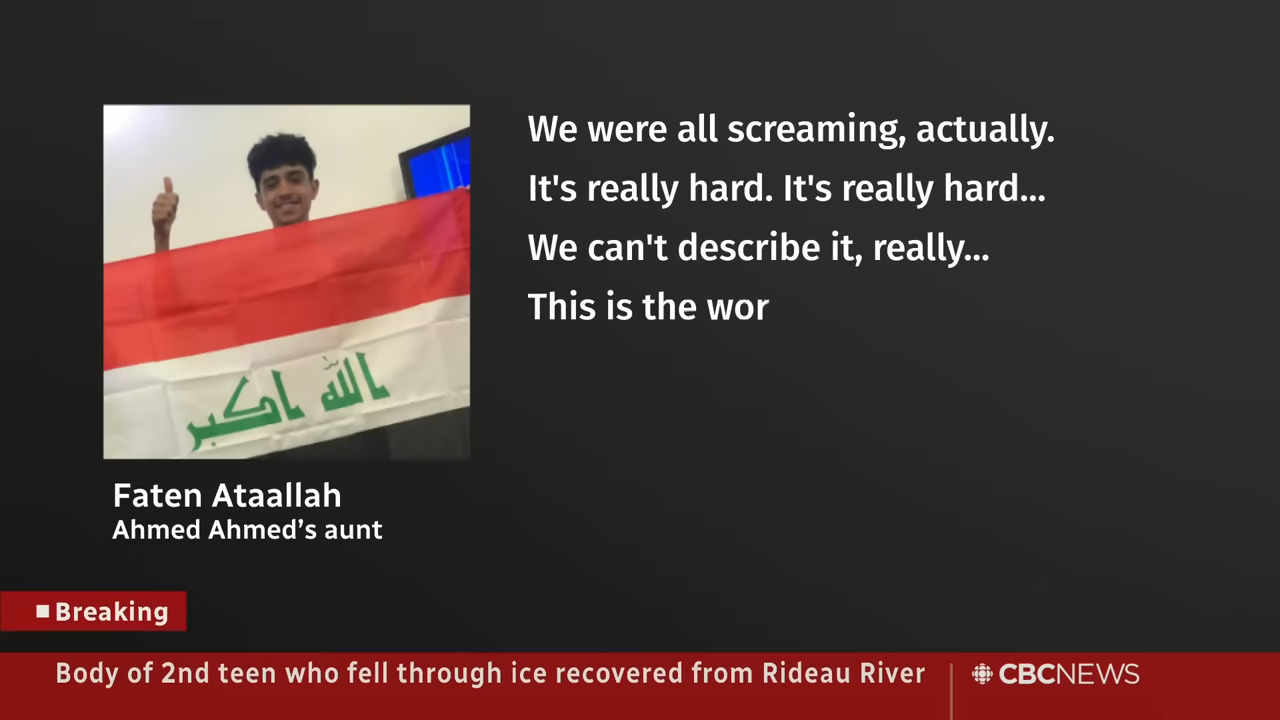 We were all screaming, actually.
It's really hard. It's really hard...
We can't describe it, really...
This is the wor
الله اكبر
Faten Ataallah
Ahmed Ahmed’s aunt
Breaking
Body of 2nd teen who fell through ice recovered from Rideau River
CBCNEWS